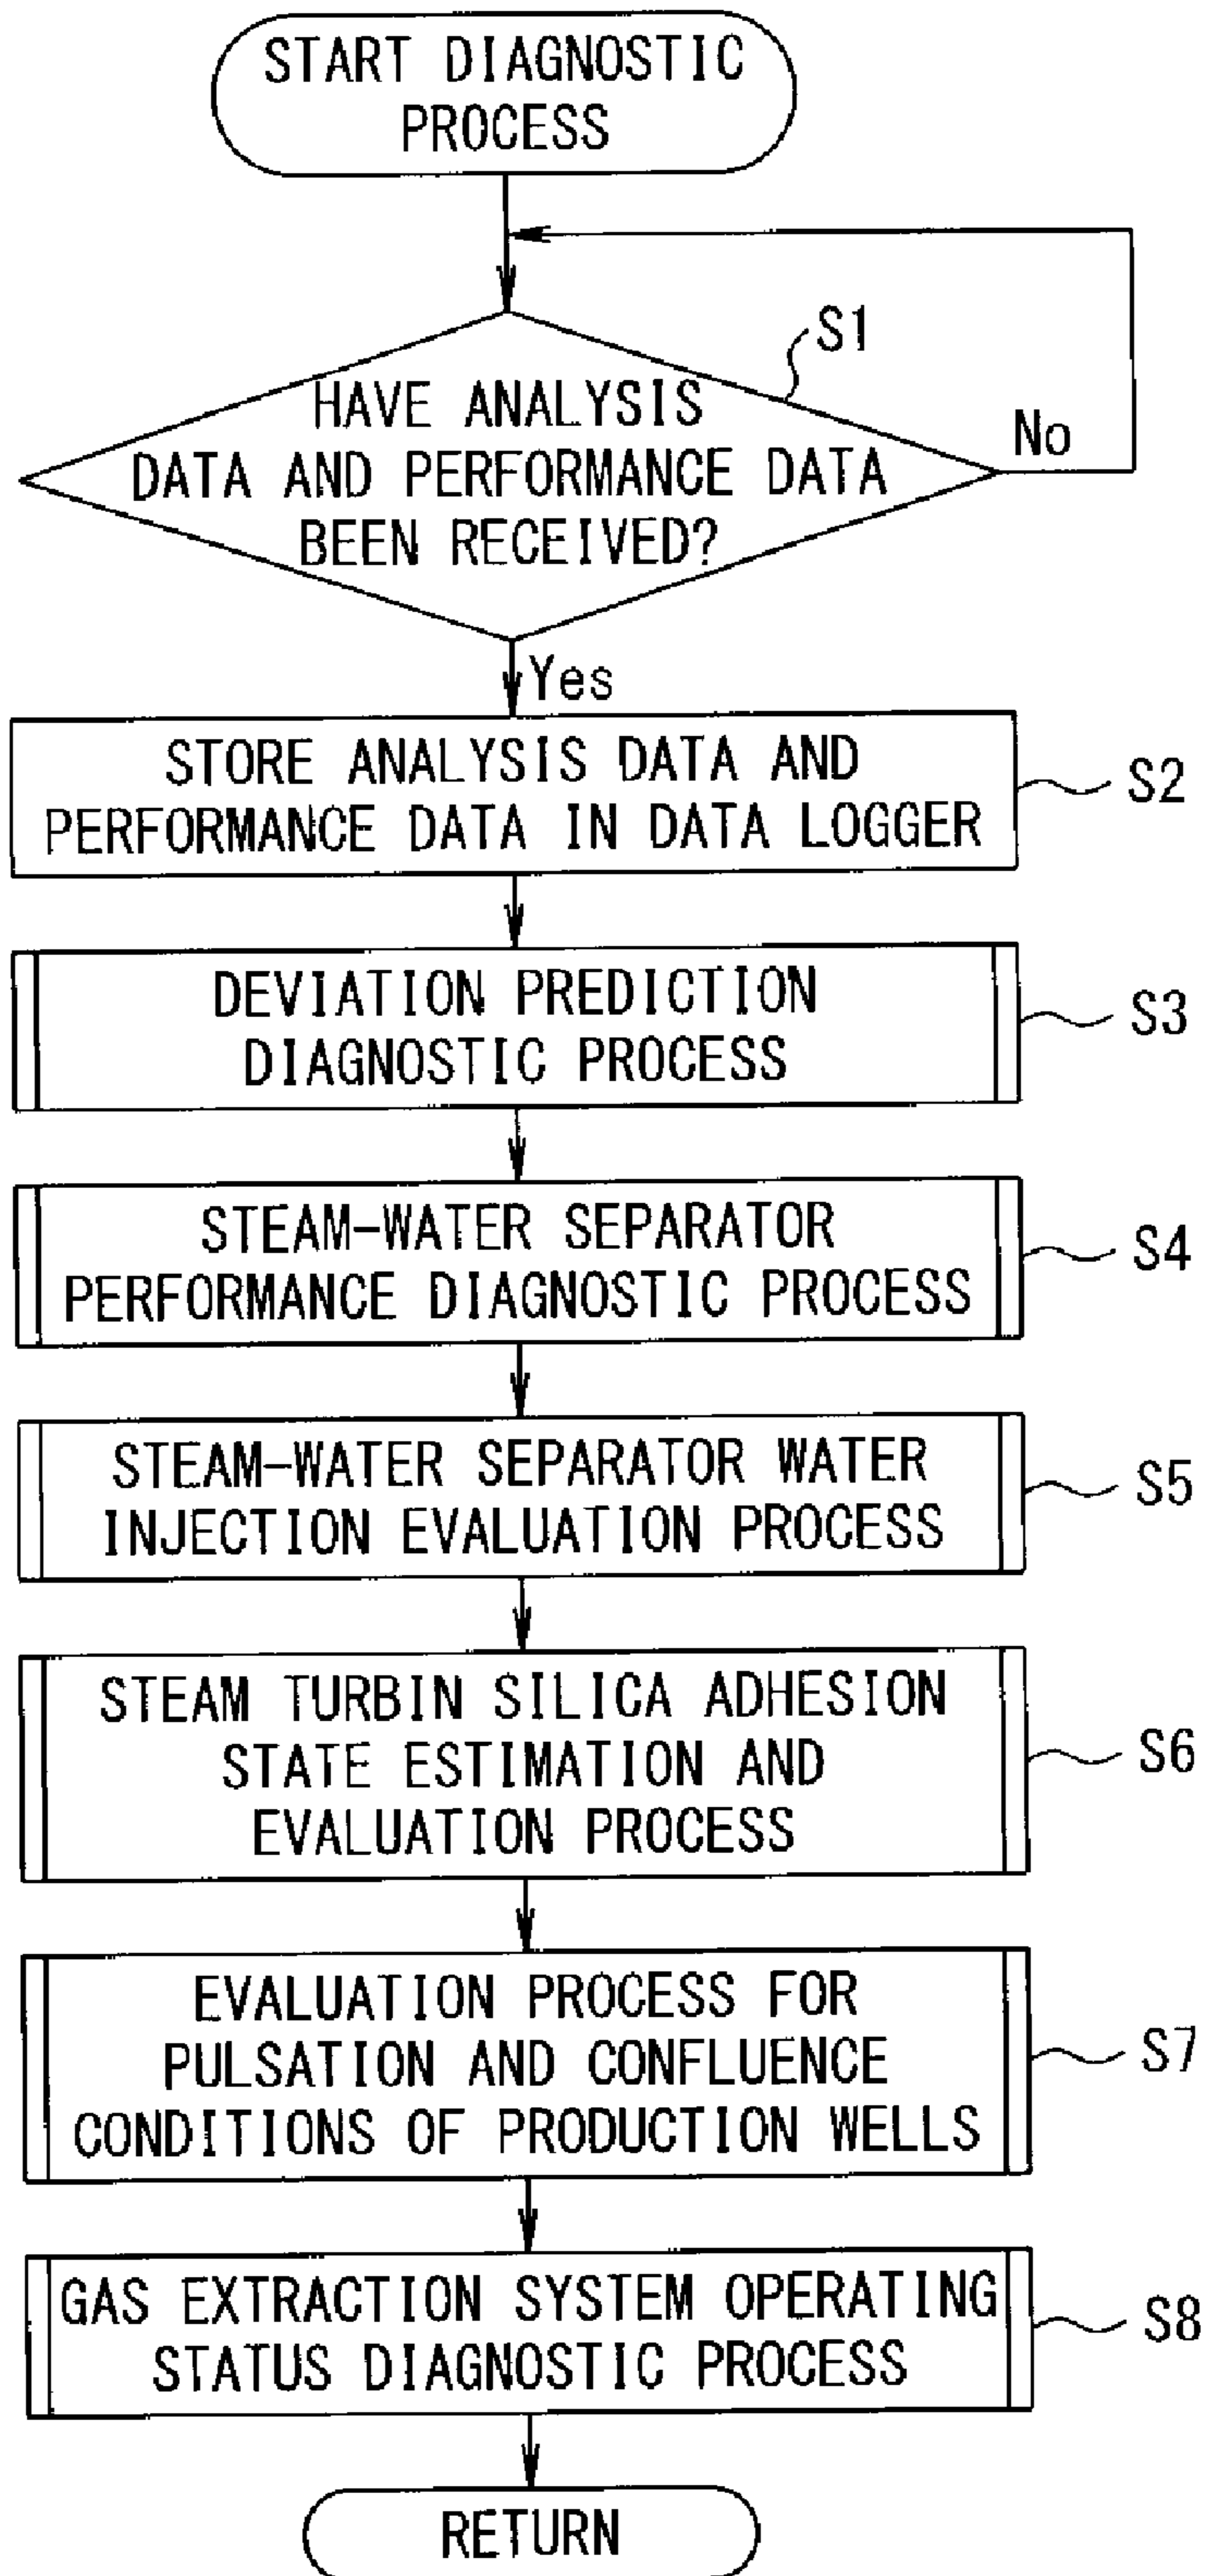 START DIAGNOSTIC
PROCESS
S1
HAVE ANALYSIS
DATA AND PERFORMANCE DATA
BEEN RECEIVED?
No
Yes
STORE ANALYSIS DATA AND
PERFORMANCE DATA IN DATA LOGGER
S2
DEVIATION PREDICTION
DIAGNOSTIC PROCESS
S3
STEAM-WATER SEPARATOR
PERFORMANCE DIAGNOSTIC PROCESS
S4
STEAM-WATER SEPARATOR WATER
INJECTION EVALUATION PROCESS
S5
STEAM TURBIN SILICA ADHESION
STATE ESTIMATION AND
EVALUATION PROCESS
S6
EVALUATION PROCESS FOR
PULSATION AND CONFLUENCE
CONDITIONS OF PRODUCTION WELLS
S7
GAS EXTRACTION SYSTEM OPERATING
STATUS DIAGNOSTIC PROCESS
S8
RETURN